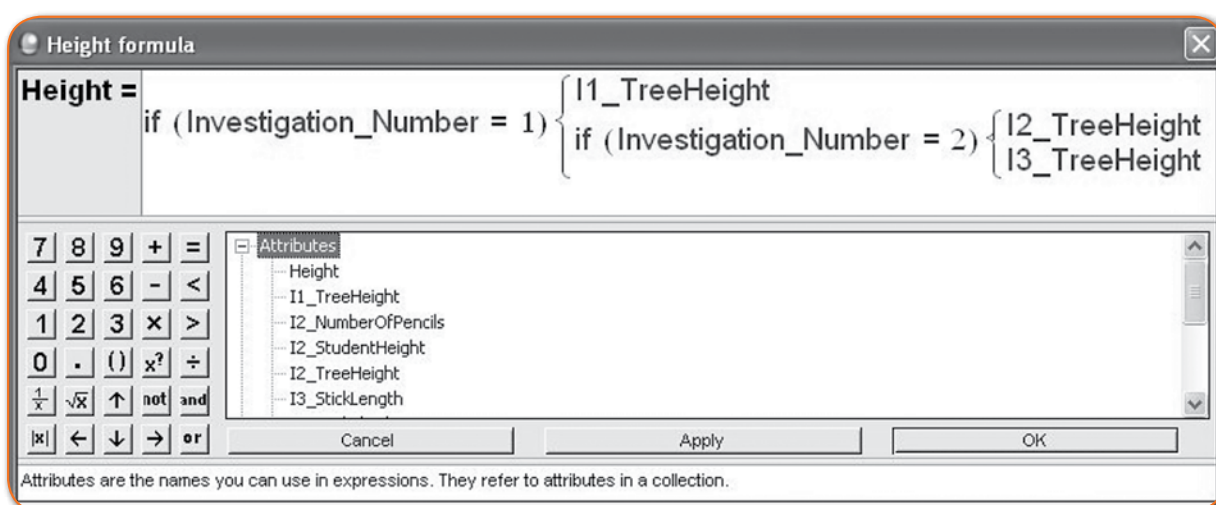 Height formula
Height =
if (Investigation_Number = 1)
I1_TreeHeight
if (Investigation_Number = 2)
I2_TreeHeight
I3_TreeHeight
7 8 9 + =
4 5 6 - <
1 2 3 × >
0 . () x? ÷
1/x √x ↑ not and
|x| ← ↓ → or
Attributes
Height
I1_TreeHeight
I2_NumberOfPencils
I2_StudentHeight
I2_TreeHeight
I3_StickLength
Cancel Apply OK
Attributes are the names you can use in expressions. They refer to attributes in a collection.